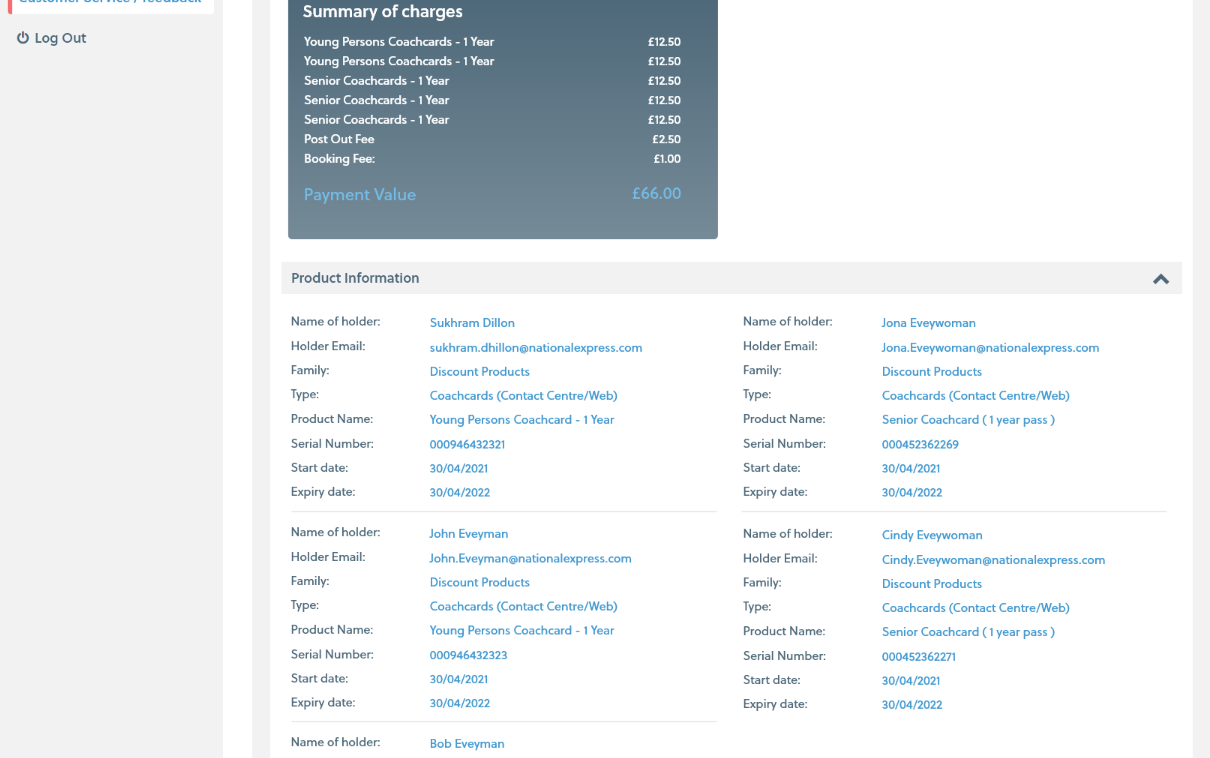 Customer Service / feedback
Log Out
Summary of charges
Young Persons Coachcards - 1 Year £12.50
Young Persons Coachcards - 1 Year £12.50
Senior Coachcards - 1 Year £12.50
Senior Coachcards - 1 Year £12.50
Senior Coachcards - 1 Year £12.50
Post Out Fee £2.50
Booking Fee: £1.00
Payment Value £66.00
Product Information
Name of holder: Sukhram Dillon
Holder Email: sukhram.dhillon@nationalexpress.com
Family: Discount Products
Type: Coachcards (Contact Centre/Web)
Product Name: Young Persons Coachcard - 1 Year
Serial Number: 000946432321
Start date: 30/04/2021
Expiry date: 30/04/2022
Name of holder: John Eveyman
Holder Email: John.Eveyman@nationalexpress.com
Family: Discount Products
Type: Coachcards (Contact Centre/Web)
Product Name: Young Persons Coachcard - 1 Year
Serial Number: 000946432323
Start date: 30/04/2021
Expiry date: 30/04/2022
Name of holder: Bob Eveyman
Name of holder: Jona Eveywoman
Holder Email: Jona.Eveywoman@nationalexpress.com
Family: Discount Products
Type: Coachcards (Contact Centre/Web)
Product Name: Senior Coachcard ( 1 year pass )
Serial Number: 000452362269
Start date: 30/04/2021
Expiry date: 30/04/2022
Name of holder: Cindy Eveywoman
Holder Email: Cindy.Eveywoman@nationalexpress.com
Family: Discount Products
Type: Coachcards (Contact Centre/Web)
Product Name: Senior Coachcard ( 1 year pass )
Serial Number: 000452362271
Start date: 30/04/2021
Expiry date: 30/04/2022